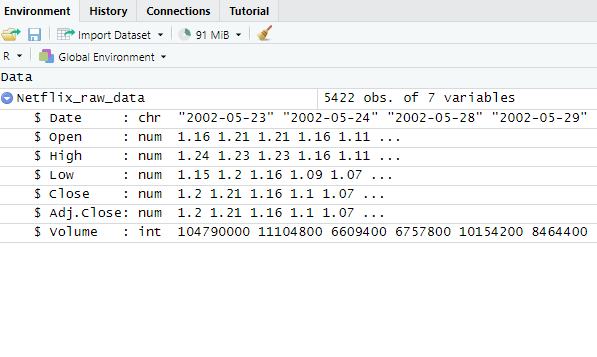 Environment History Connections Tutorial
Import Dataset 91 MiB
R Global Environment
Data
Netflix_raw_data 5422 obs. of 7 variables
$ Date : chr "2002-05-23" "2002-05-24" "2002-05-28" "2002-05-29"
$ Open : num 1.16 1.21 1.21 1.16 1.11 ...
$ High : num 1.24 1.23 1.23 1.16 1.11 ...
$ Low : num 1.15 1.2 1.16 1.09 1.07 ...
$ Close : num 1.2 1.21 1.16 1.1 1.07 ...
$ Adj.Close: num 1.2 1.21 1.16 1.1 1.07 ...
$ Volume : int 104790000 11104800 6609400 6757800 10154200 8464400